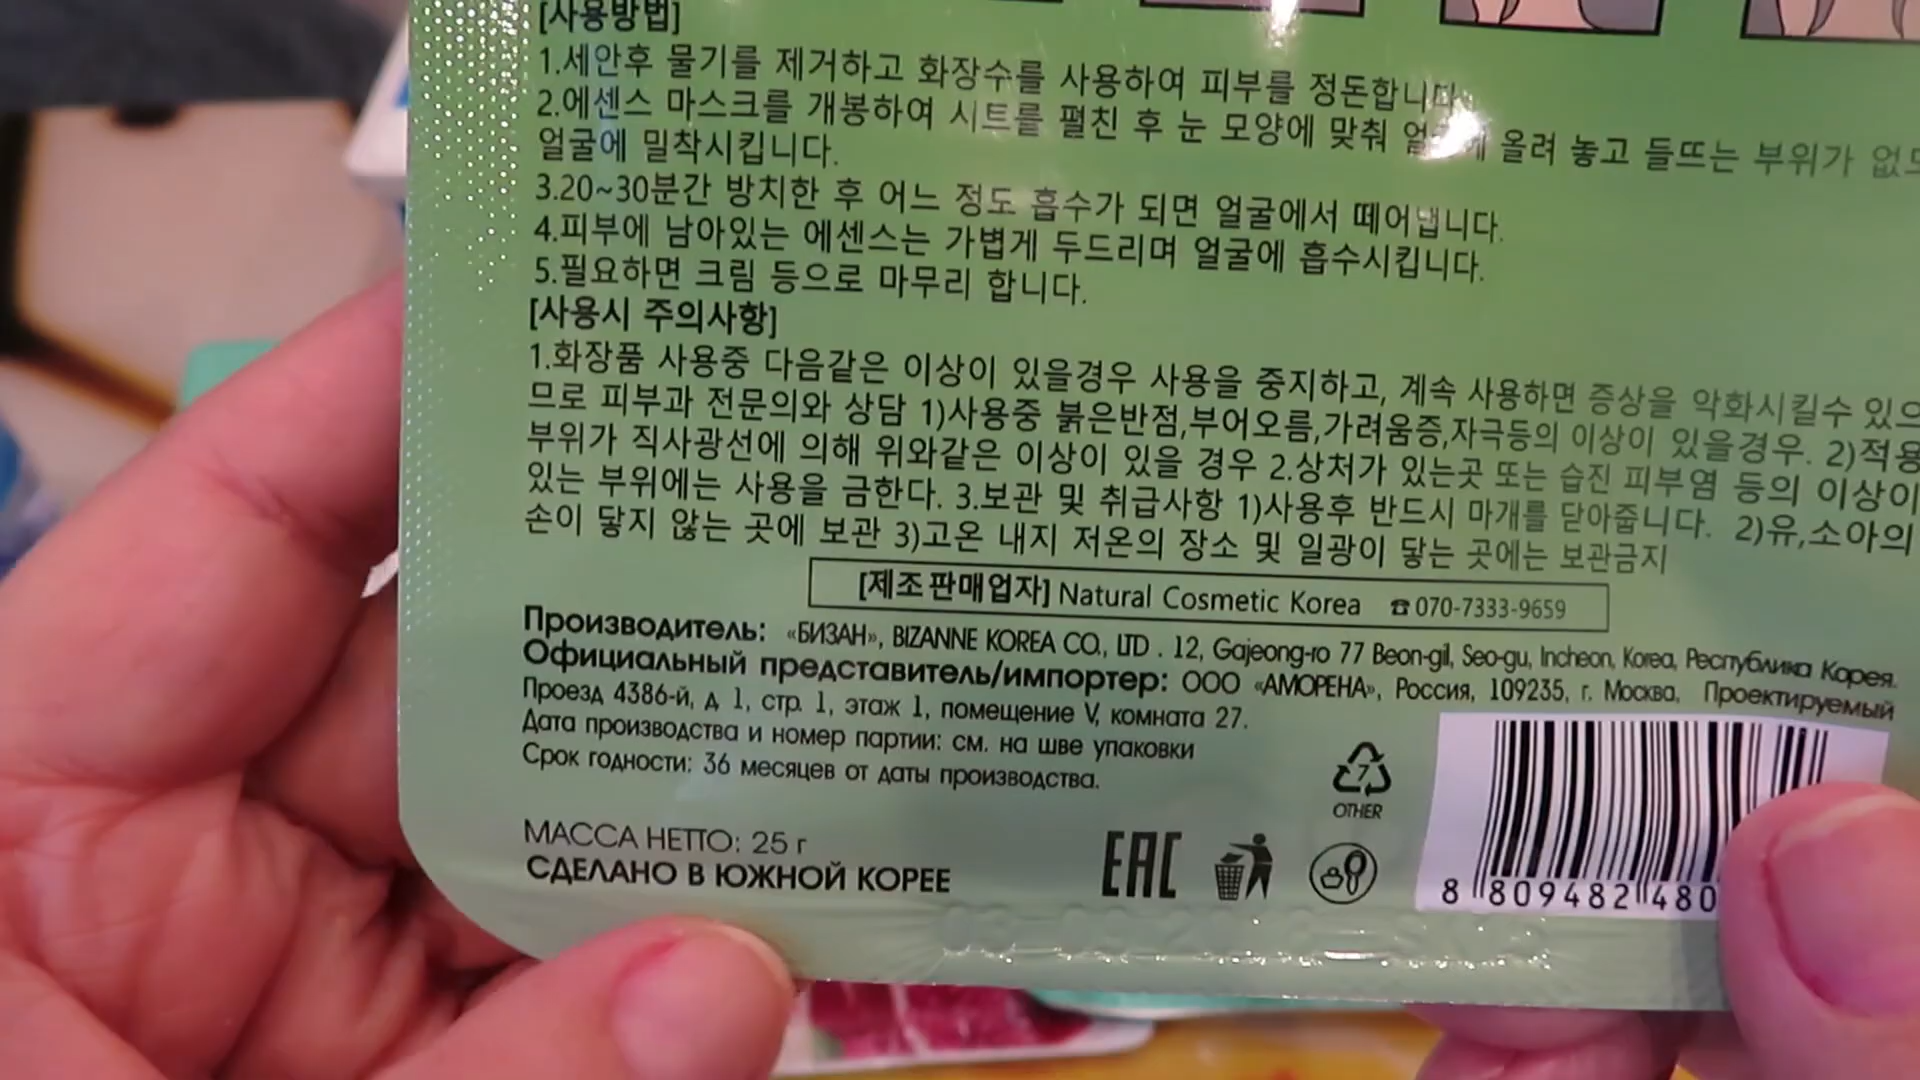 [사용방법]
1.세안후 물기를 제거하고 화장수를 사용하여 피부를 정돈합니다.
2.에센스 마스크를 개봉하여 시트를 펼친 후 눈 모양에 맞춰 올려 놓고 들뜨는 부위가
얼굴에 밀착시킵니다.
3.20~30분간 방치한 후 어느 정도 흡수가 되면 얼굴에서 떼어냅니다.
4.피부에 남아있는 에센스는 가볍게 두드리며 얼굴에 흡수시킵니다.
5.필요하면 크림 등으로 마무리 합니다.
[사용시 주의사항]
1.화장품 사용중 다음같은 이상이 있을경우 사용을 중지하고, 계속 사용하면 증상을 악화시킬수 있으
므로 피부과 전문의와 상담 1)사용중 붉은반점,부어오름,가려움증,자극등의 이상이 있을경우. 2)적용
부위가 직사광선에 의해 위와같은 이상이 있을 경우 2.상처가 있는곳 또는 습진 피부염 등의 이상이
있는 부위에는 사용을 금한다. 3.보관 및 취급사항 1)사용후 반드시 마개를 닫아줍니다. 2)유,소아의
손이 닿지 않는 곳에 보관 3)고온 내지 저온의 장소 및 일광이 닿는 곳에는 보관금지
[제조판매업자] Natural Cosmetic Korea ☎070-7333-9659
Производитель: «БИЗАН», BIZANNE KOREA CO., LTD . 12, Gajeong-ro 77 Beon-gil, Seo-gu, Incheon, Korea, Республика Корея.
Официальный представитель/импортер: ООО «АМОРЕНА», Россия, 109235, г. Москва, Проектируемый
Проезд 4386-й, д 1, стр. 1, этаж 1, помещение V, комната 27.
Дата производства и номер партии: см. на шве упаковки
Срок годности: 36 месяцев от даты производства.
7
OTHER
МАССА НЕТТО: 25 г
СДЕЛАНО В ЮЖНОЙ КОРЕЕ
EAC
8 809482 480